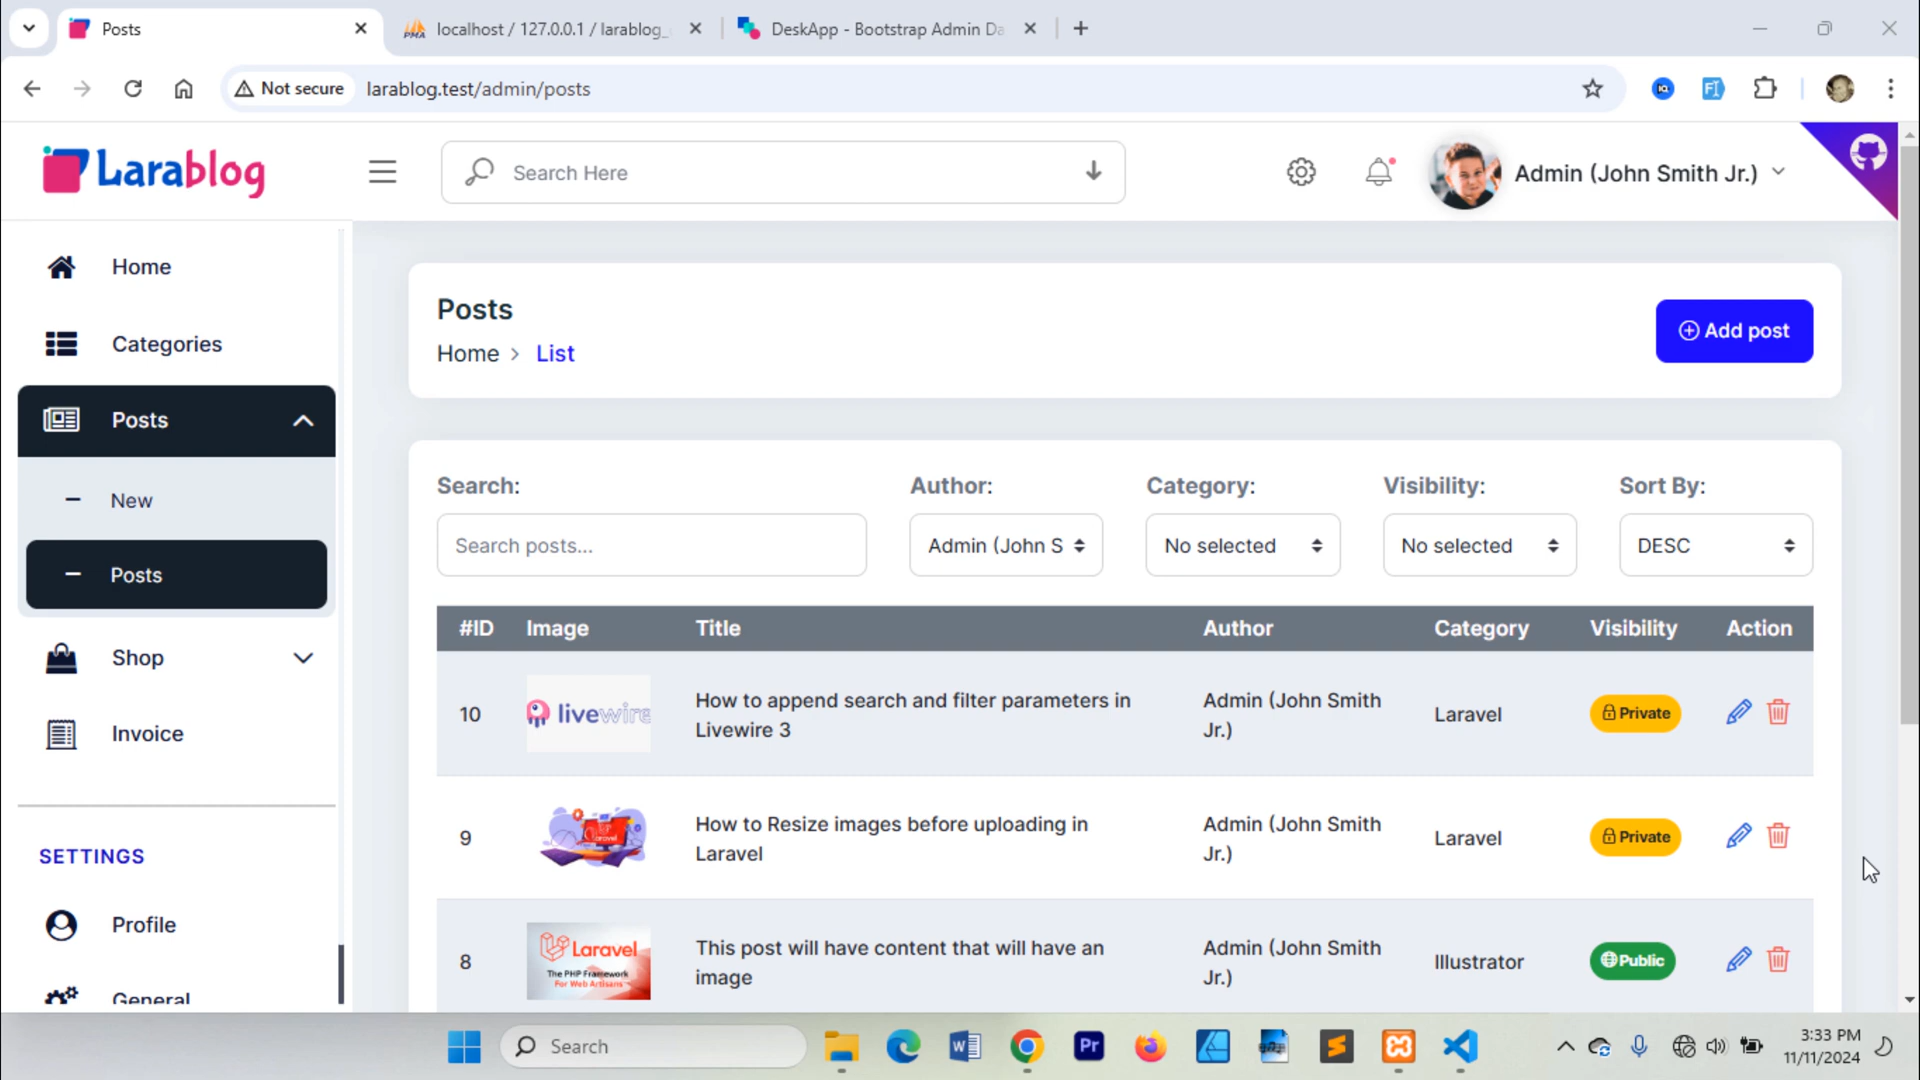 Posts
localhost / 127.0.0.1 / larablog_
DeskApp - Bootstrap Admin Da
Not secure
larablog.test/admin/posts
Larablog
Search Here
Admin (John Smith Jr.)
Home
Categories
Posts
New
Posts
Shop
Invoice
SETTINGS
Profile
General
Posts
Home > List
Add post
Search:
Author:
Category:
Visibility:
Sort By:
Search posts...
Admin (John S
No selected
No selected
DESC
#ID Image Title Author Category Visibility Action
10
livewire
How to append search and filter parameters in
Livewire 3
Admin (John Smith
Jr.)
Laravel
Private
9
How to Resize images before uploading in
Laravel
Admin (John Smith
Jr.)
Laravel
Private
8
Laravel
The PHP Framework
For Web Artisans
This post will have content that will have an
image
Admin (John Smith
Jr.)
Illustrator
Public
Search
3:33 PM
11/11/2024